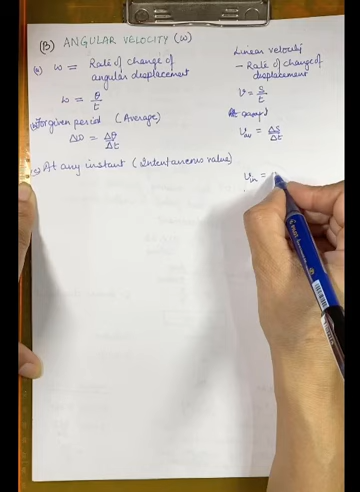 (B) ANGULAR VELOCITY (ω)
(a) ω = Rate of change of
angular displacement
ω = θ/t
(b) For given period (Average)
Δω = Δθ/Δt
(c) At any instant (Intentaneous value)
Linear velocity
- Rate of change of
displacement
v = s/t
v_av = Δs/Δt
v_in =